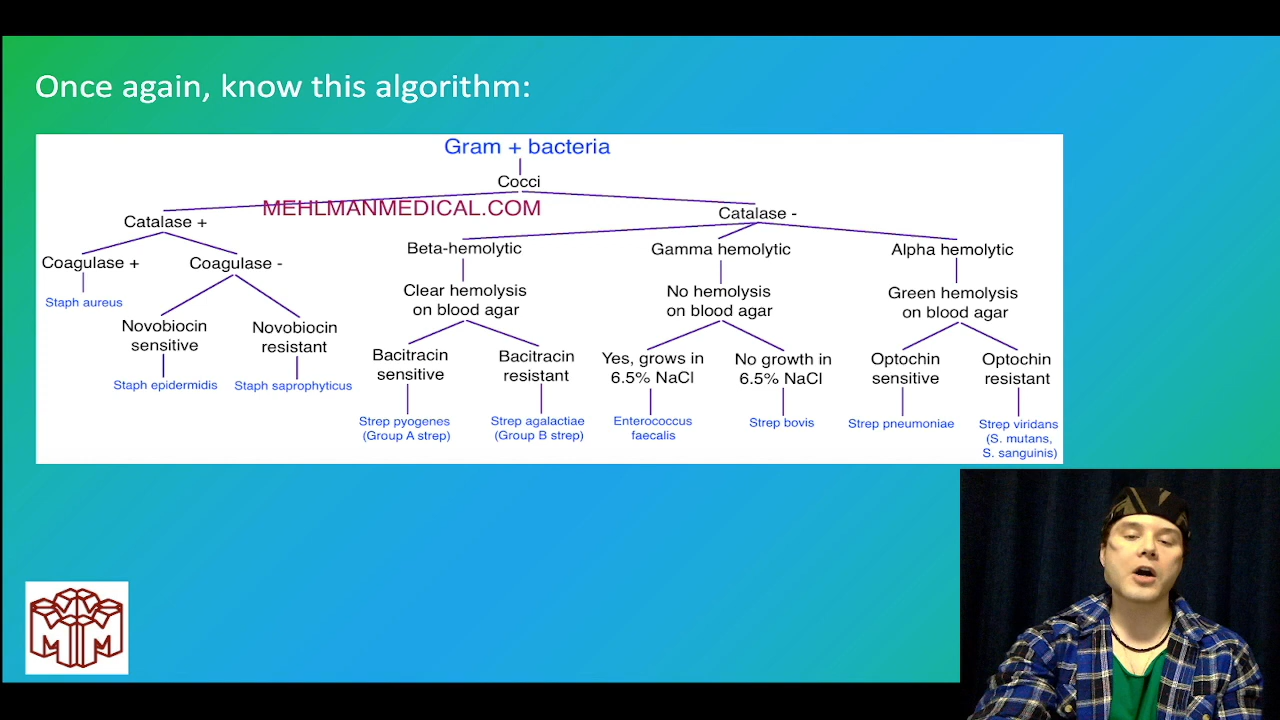 Once again, know this algorithm:
Gram + bacteria
Cocci
MEHLMANMEDICAL.COM
Catalase +
Catalase -
Coagulase +
Coagulase -
Beta-hemolytic
Gamma hemolytic
Alpha hemolytic
Staph aureus
Clear hemolysis
on blood agar
No hemolysis
on blood agar
Green hemolysis
on blood agar
Novobiocin
sensitive
Novobiocin
resistant
Bacitracin
sensitive
Bacitracin
resistant
Yes, grows in
6.5% NaCl
No growth in
6.5% NaCl
Optochin
sensitive
Optochin
resistant
Staph epidermidis
Staph saprophyticus
Strep pyogenes
(Group A strep)
Strep agalactiae
(Group B strep)
Enterococcus
faecalis
Strep bovis
Strep pneumoniae
Strep viridans
(S. mutans,
S. sanguinis)
M M